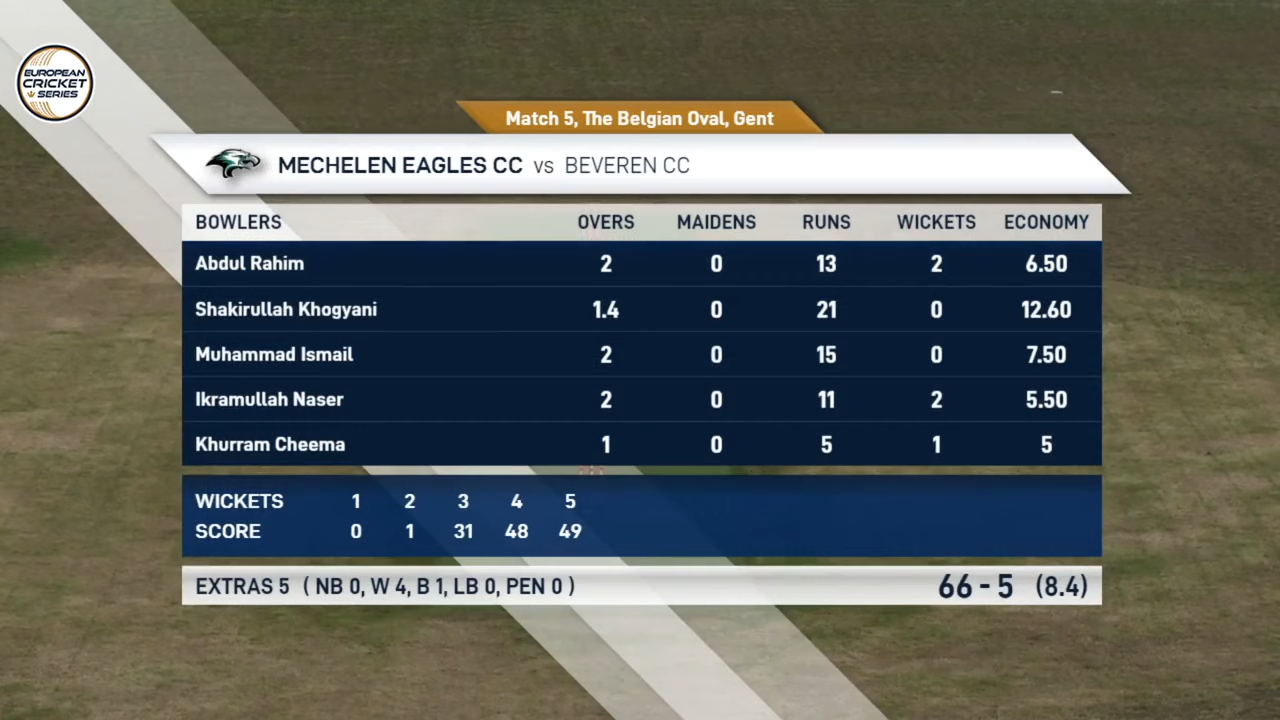 EUROPEAN
CRICKET
SERIES
Match 5, The Belgian Oval, Gent
MECHELEN EAGLES CC vs BEVEREN CC
BOWLERS OVERS MAIDENS RUNS WICKETS ECONOMY
Abdul Rahim 2 0 13 2 6.50
Shakirullah Khogyani 1.4 0 21 0 12.60
Muhammad Ismail 2 0 15 0 7.50
Ikramullah Naser 2 0 11 2 5.50
Khurram Cheema 1 0 5 1 5
WICKETS 1 2 3 4 5
SCORE 0 1 31 48 49
EXTRAS 5 ( NB 0, W 4, B 1, LB 0, PEN 0 ) 66 - 5 (8.4)